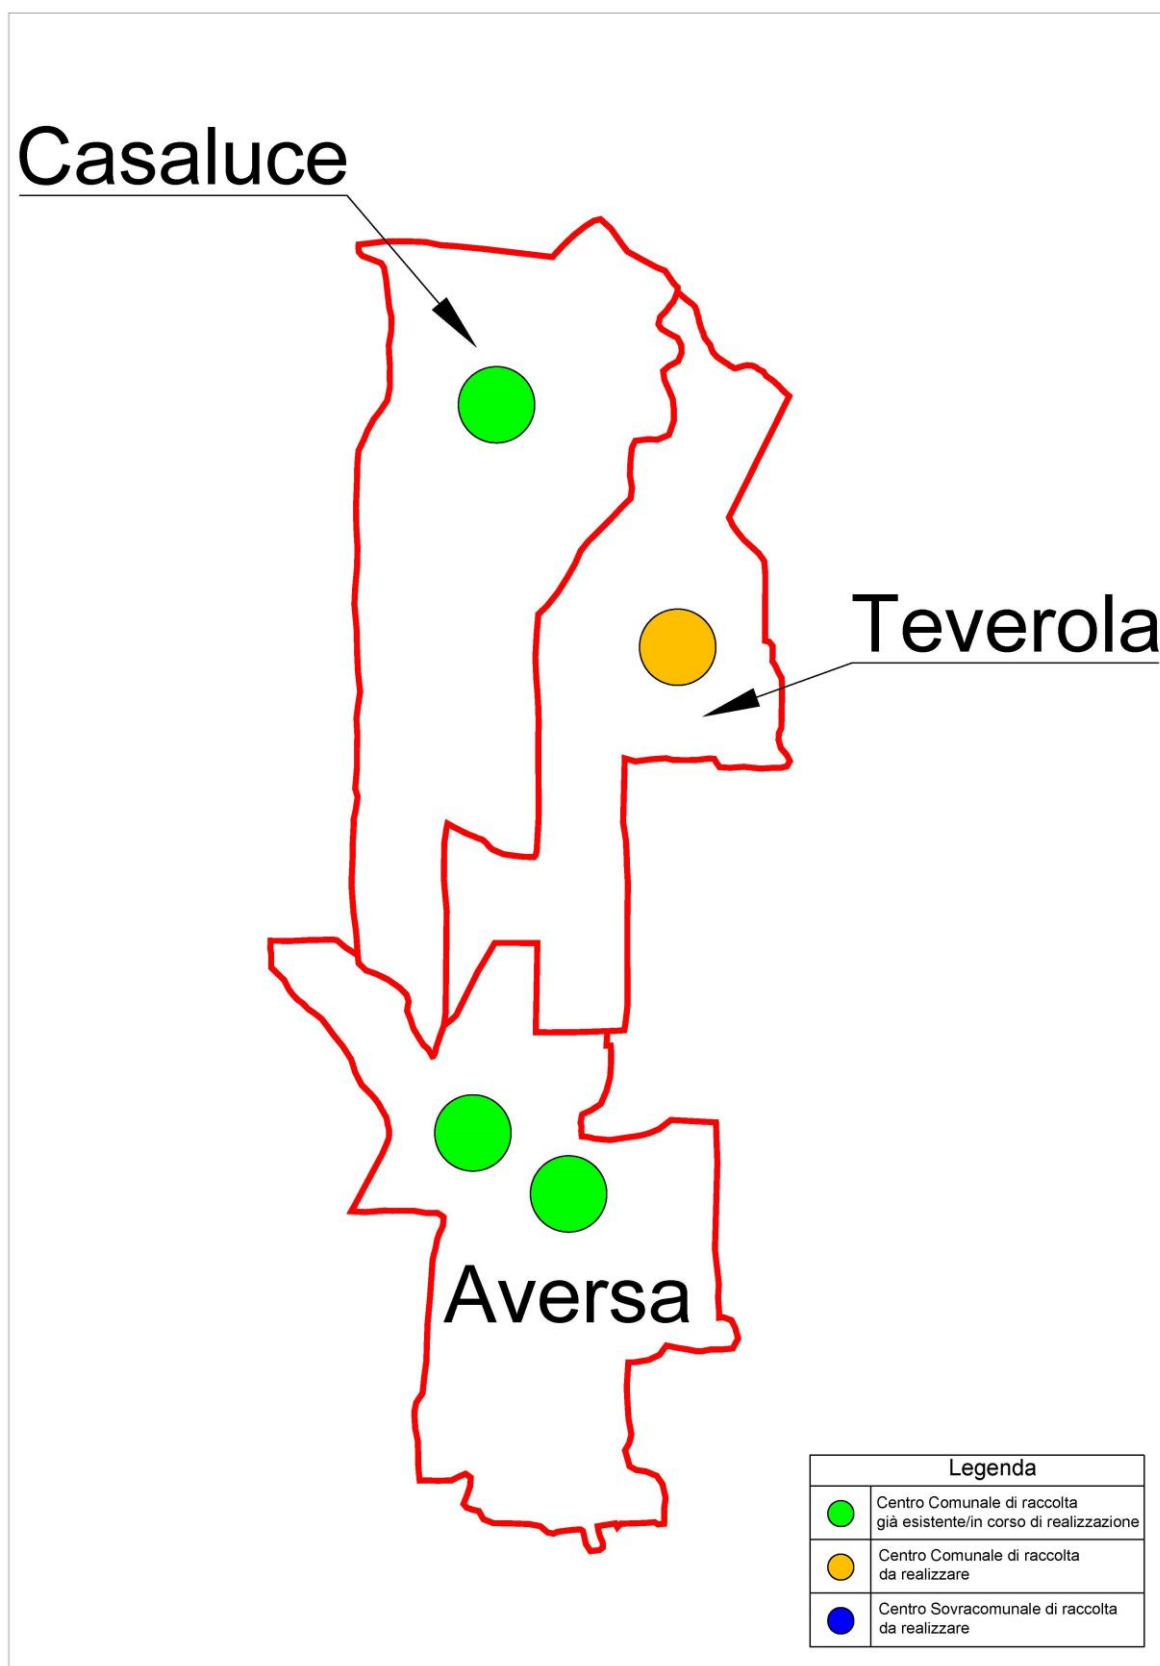 Casaluce
Teverola
Aversa
Legenda
Centro Comunale di raccolta
già esistente/in corso di realizzazione
Centro Comunale di raccolta
da realizzare
Centro Sovracomunale di raccolta
da realizzare